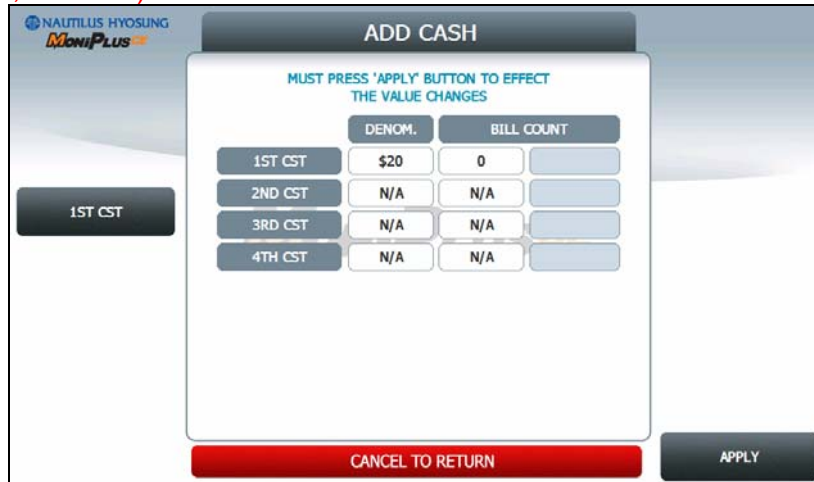 NAUTILUS HYOSUNG
MoniPlusCE
ADD CASH
MUST PRESS 'APPLY' BUTTON TO EFFECT
THE VALUE CHANGES
DENOM. BILL COUNT
1ST CST $20 0
2ND CST N/A N/A
1ST CST
3RD CST N/A N/A
4TH CST N/A N/A
CANCEL TO RETURN
APPLY